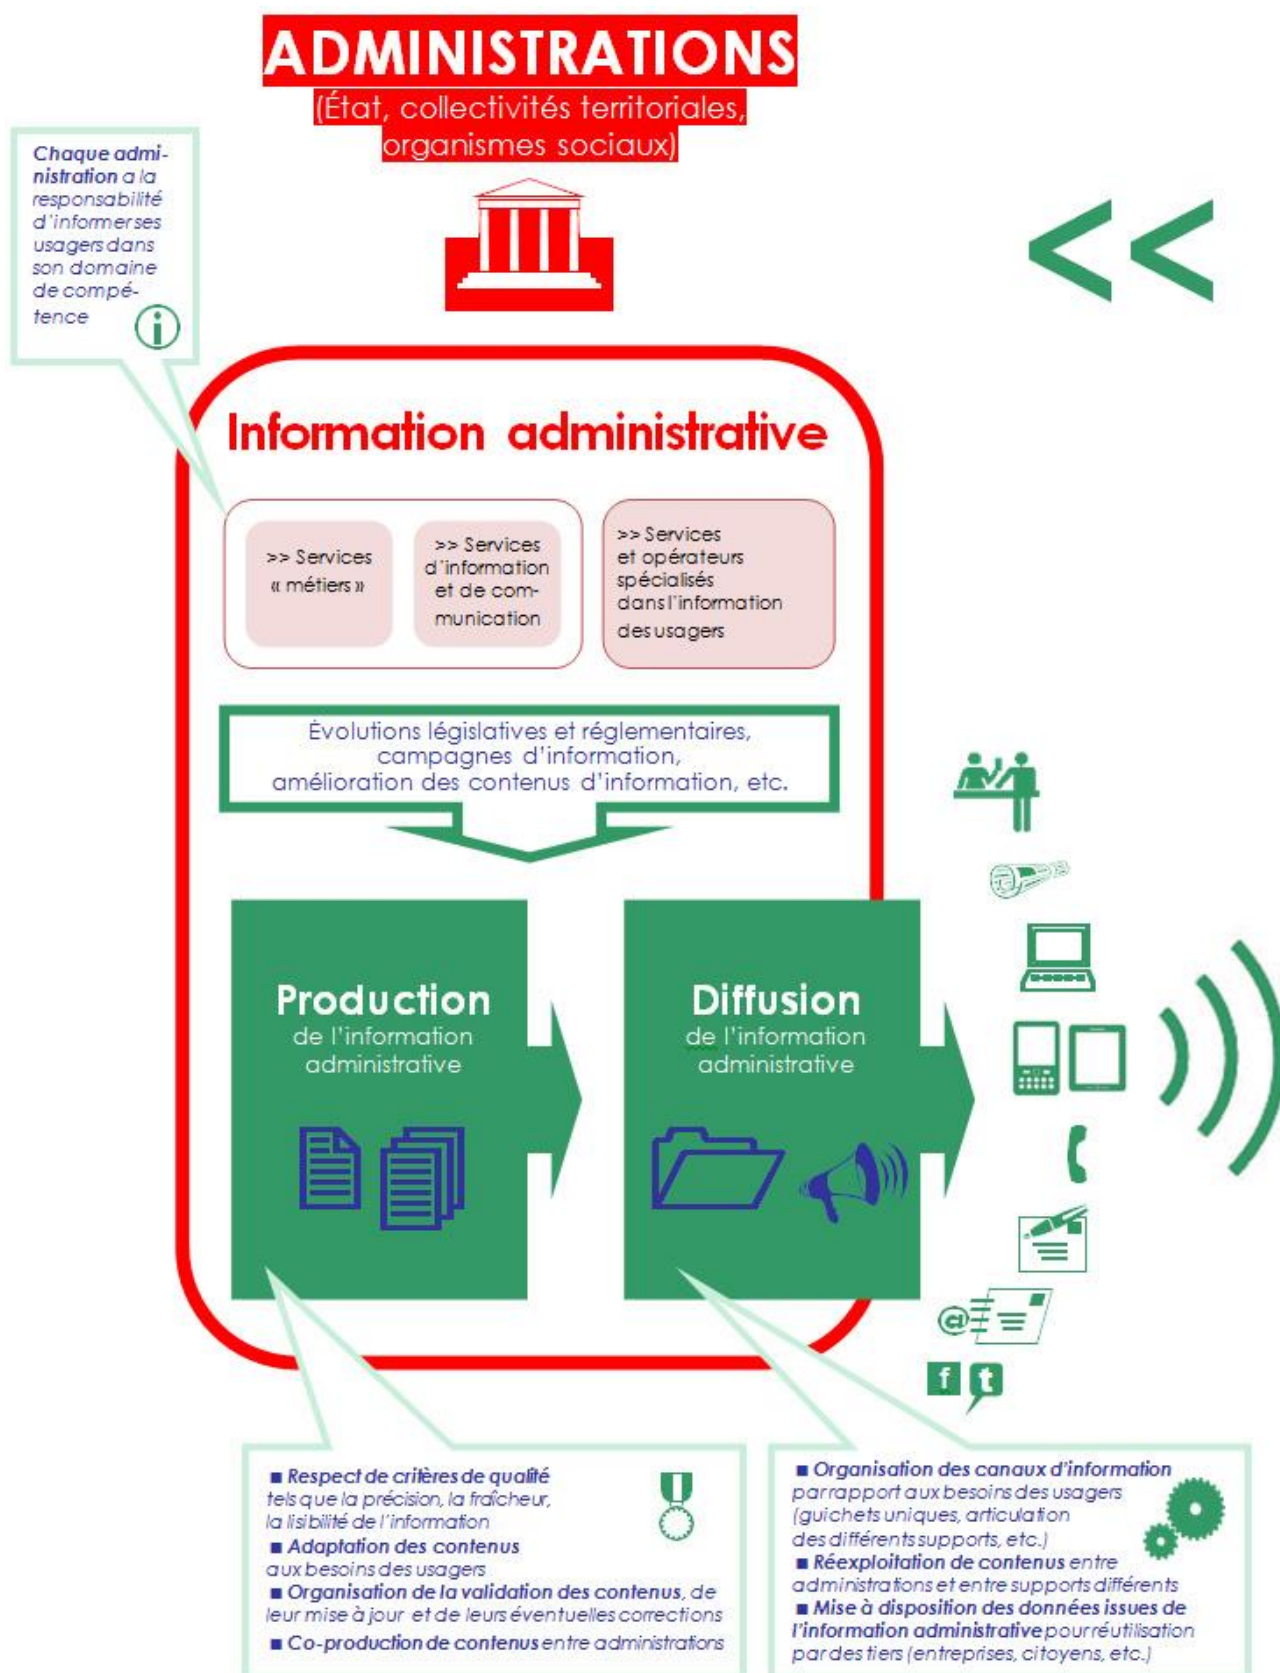 ADMINISTRATIONS
(État, collectivités territoriales,
organismes sociaux)
Chaque admi-
nistration a la
responsabilité
d'informer ses
usagers dans
son domaine
de compé-
tence
i
<<
Information administrative
>> Services
« métiers »
>> Services
d'information
et de com-
munication
>> Services
et opérateurs
spécialisés
dans l'information
des usagers
Évolutions législatives et réglementaires,
campagnes d'information,
amélioration des contenus d'information, etc.
Production
de l'information
administrative
Diffusion
de l'information
administrative
@
f t
■ Respect de critères de qualité
tels que la précision, la fraîcheur,
la lisibilité de l'information
■ Adaptation des contenus
aux besoins des usagers
■ Organisation de la validation des contenus, de
leur mise à jour et de leurs éventuelles corrections
■ Co-production de contenus entre administrations
■ Organisation des canaux d'information
par rapport aux besoins des usagers
(guichets uniques, articulation
des différents supports, etc.)
■ Réexploitation de contenus entre
administrations et entre supports différents
■ Mise à disposition des données issues de
l'information administrative pour réutilisation
par des tiers (entreprises, citoyens, etc.)